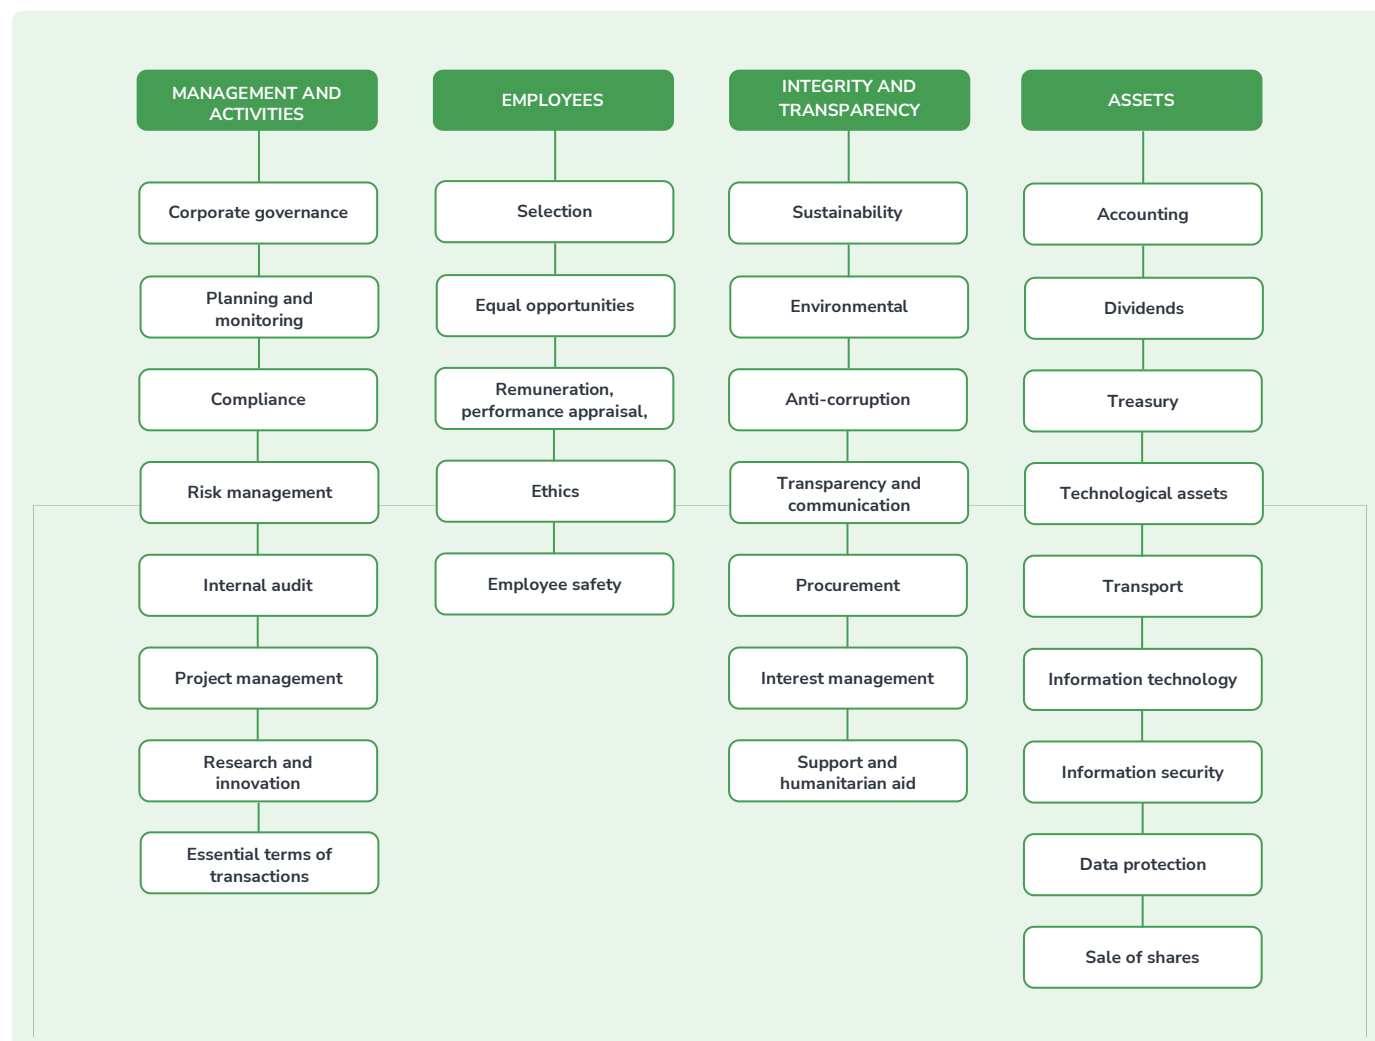 MANAGEMENT AND
ACTIVITIES
Corporate governance
Planning and
monitoring
Compliance
Risk management
Internal audit
Project management
Research and
innovation
Essential terms of
transactions
EMPLOYEES
Selection
Equal opportunities
Remuneration,
performance appraisal,
Ethics
Employee safety
INTEGRITY AND
TRANSPARENCY
Sustainability
Environmental
Anti-corruption
Transparency and
communication
Procurement
Interest management
Support and
humanitarian aid
ASSETS
Accounting
Dividends
Treasury
Technological assets
Transport
Information technology
Information security
Data protection
Sale of shares